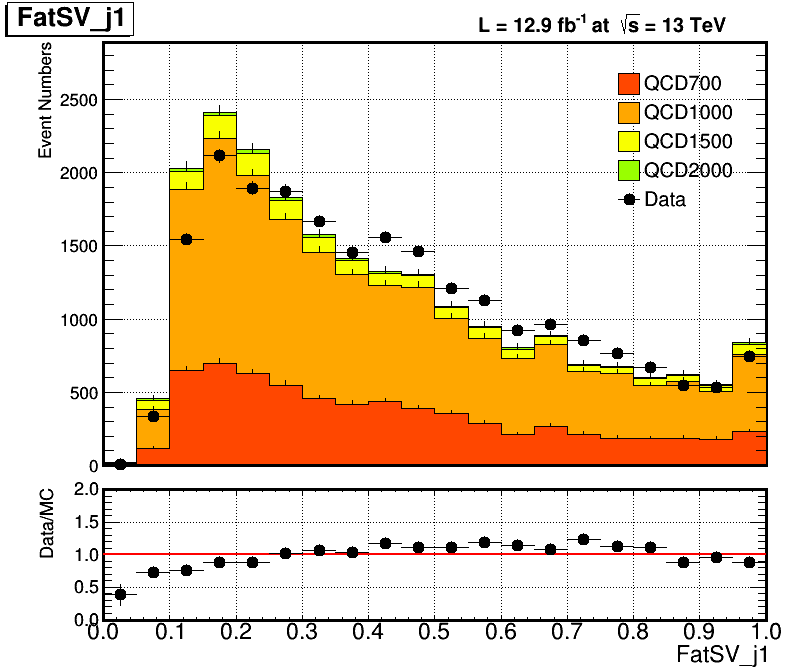 FatSV_j1
L = 12.9 fb⁻¹ at √s = 13 TeV
Event Numbers
2500
2000
1500
1000
500
0
QCD700
QCD1000
QCD1500
QCD2000
Data
Data/MC
2.0
1.5
1.0
0.5
0.0
0.0 0.1 0.2 0.3 0.4 0.5 0.6 0.7 0.8 0.9 1.0
FatSV_j1